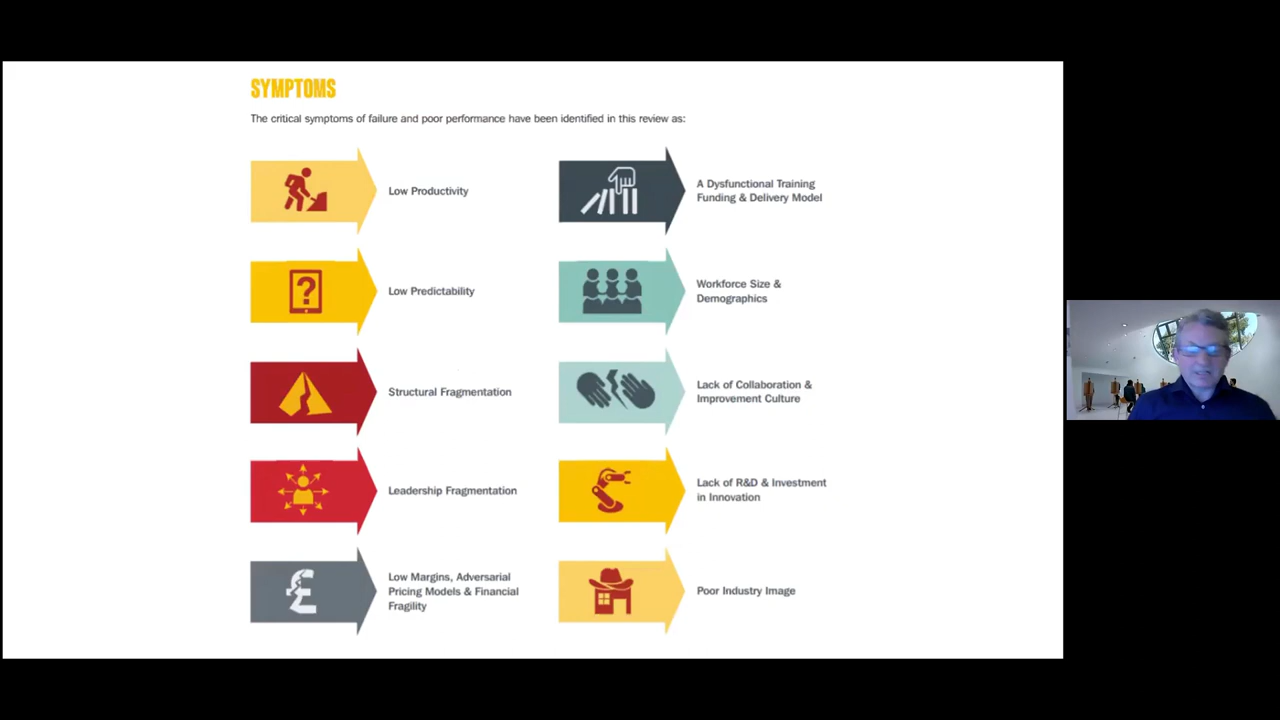 SYMPTOMS
The critical symptoms of failure and poor performance have been identified in this review as:
Low Productivity
?
Low Predictability
Structural Fragmentation
Leadership Fragmentation
£
Low Margins, Adversarial
Pricing Models & Financial
Fragility
A Dysfunctional Training
Funding & Delivery Model
Workforce Size &
Demographics
Lack of Collaboration &
Improvement Culture
Lack of R&D & Investment
in Innovation
Poor Industry Image